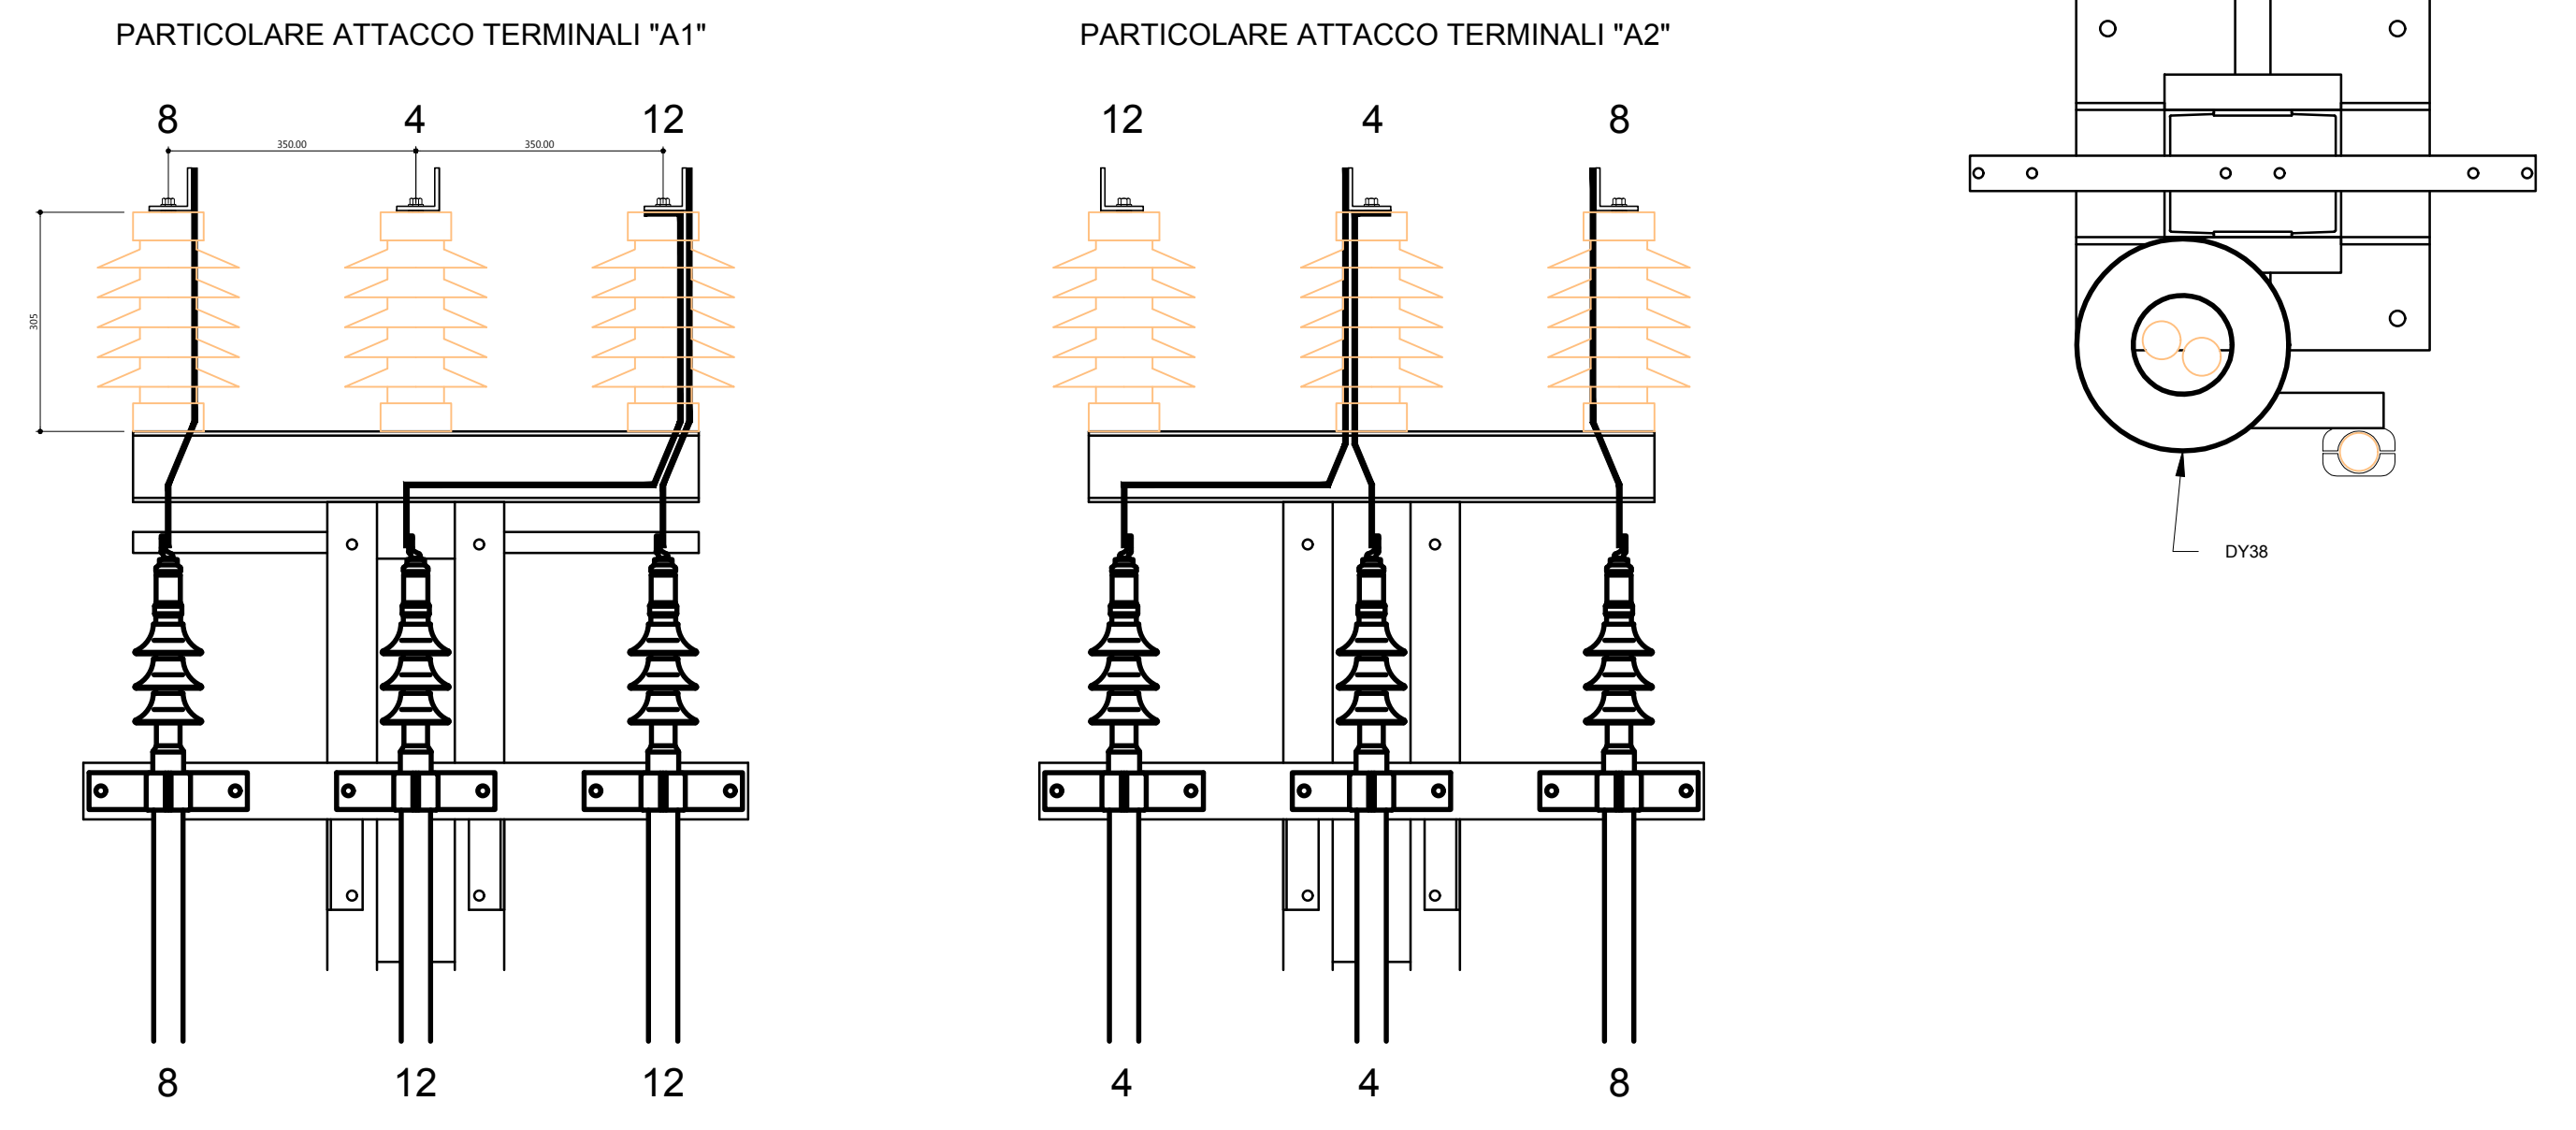 PARTICOLARE ATTACCO TERMINALI "A1"
8 4 12
350.00 350.00
305
8 12 12
PARTICOLARE ATTACCO TERMINALI "A2"
12 4 8
4 4 8
DY38